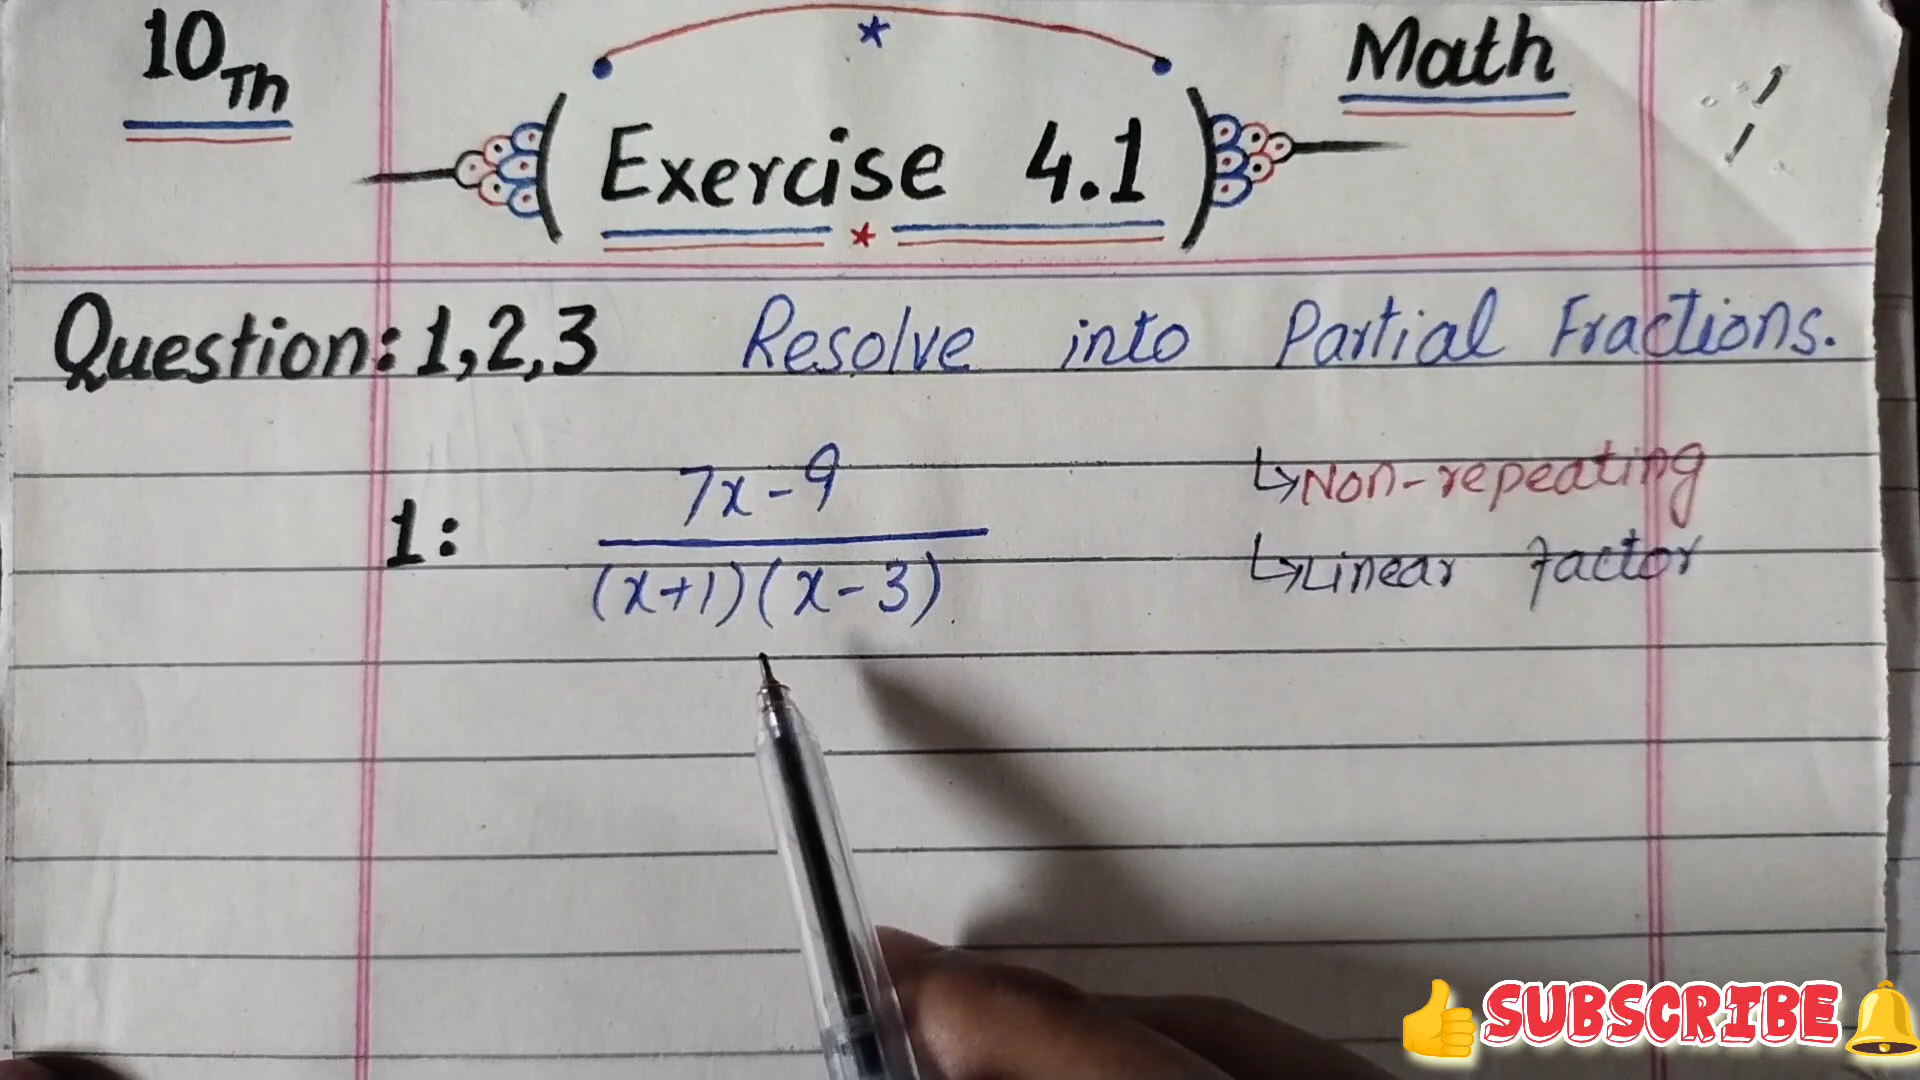 10Th
Math
Exercise 4.1
Question: 1,2,3 Resolve into Partial Fractions.
1: 7x-9
(x+1)(x-3)
↳Non-repeating
↳Linear factor
SUBSCRIBE